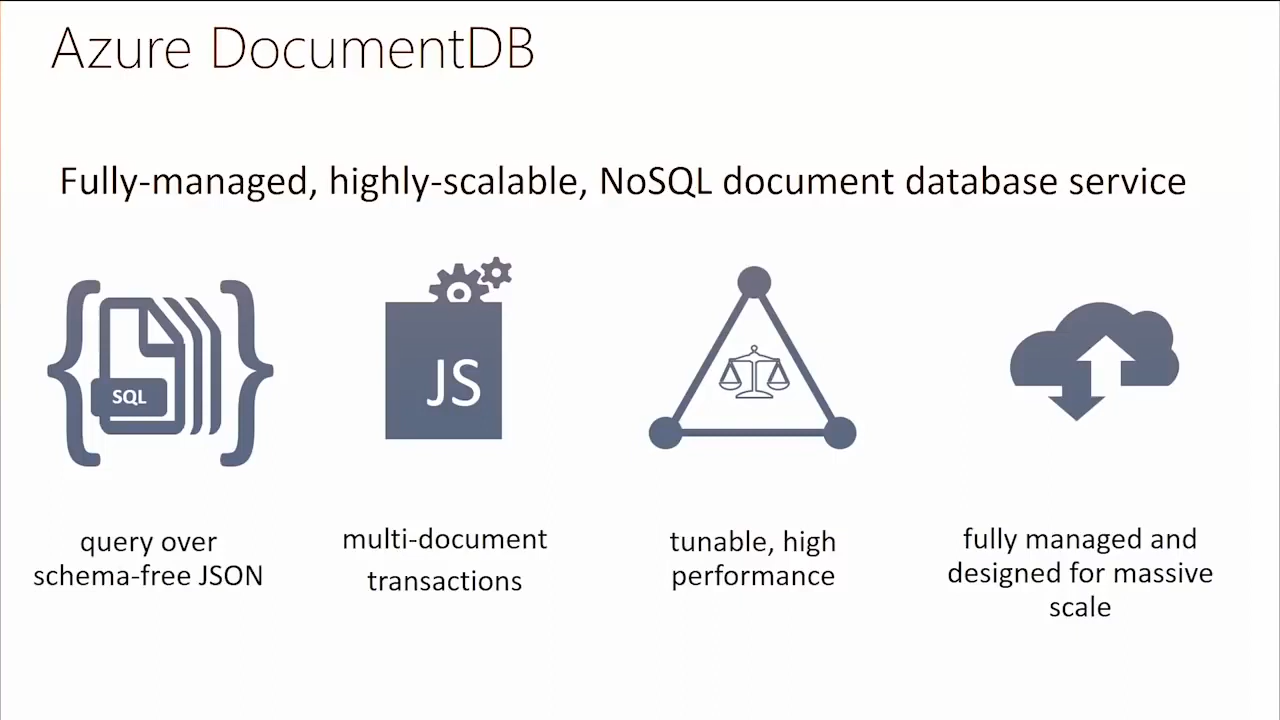 Azure DocumentDB
Fully-managed, highly-scalable, NoSQL document database service
SQL
JS
query over
schema-free JSON
multi-document
transactions
tunable, high
performance
fully managed and
designed for massive
scale